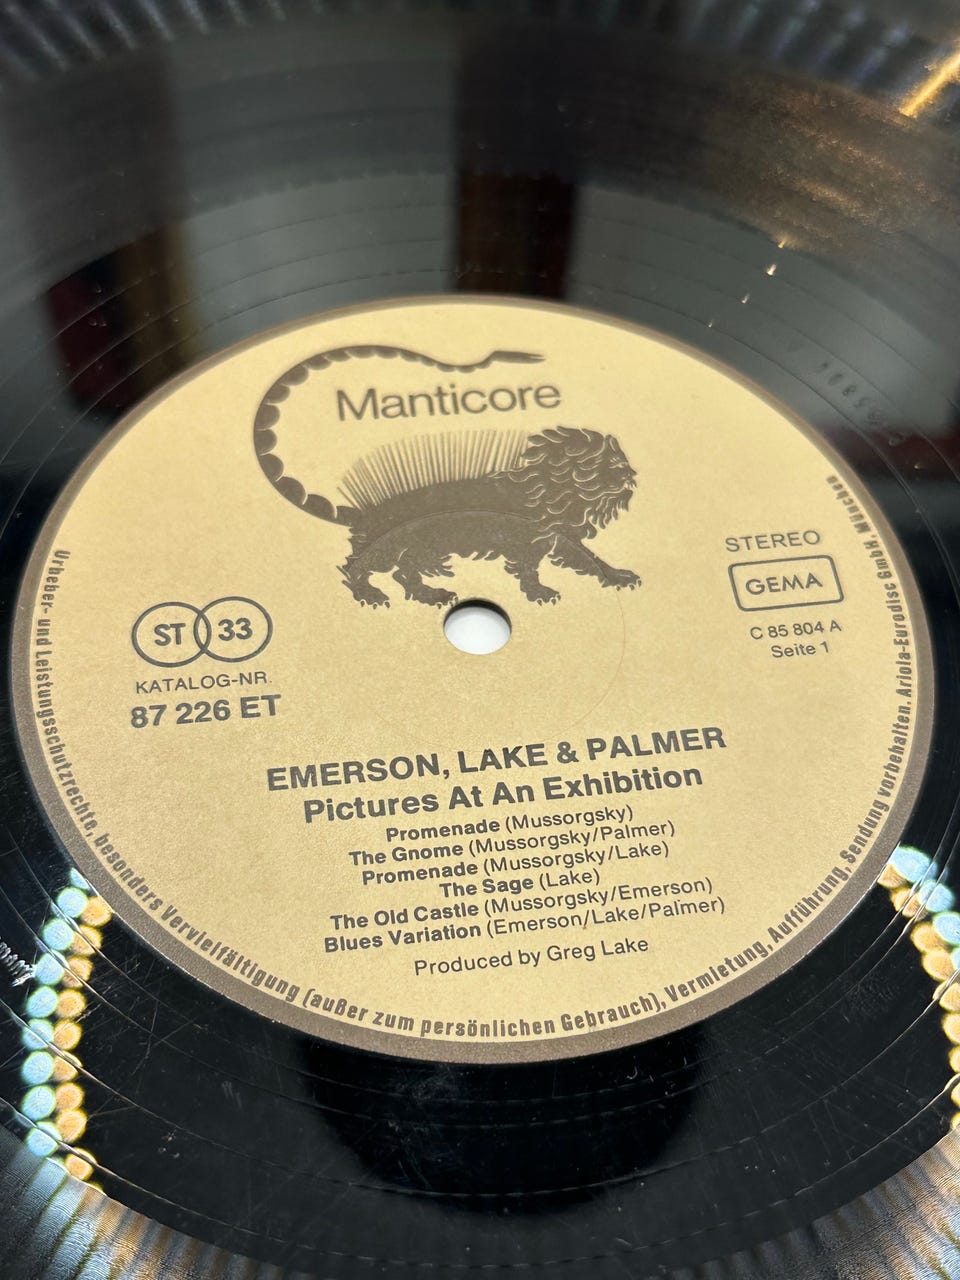 Manticore
STEREO
GEMA
C 85 804 A
Seite 1
ST 33
KATALOG-NR.
87 226 ET
EMERSON, LAKE & PALMER
Pictures At An Exhibition
Promenade (Mussorgsky)
The Gnome (Mussorgsky/Palmer)
Promenade (Mussorgsky/Lake)
The Sage (Lake)
The Old Castle (Mussorgsky/Emerson)
Blues Variation (Emerson/Lake/Palmer)
Produced by Greg Lake
Urheber- und Leistungsschutzrechte, besonders Vervielfältigung (außer zum persönlichen Gebrauch), Vermietung, Aufführung, Sendung vorbehalten. Ariola-Eurodisc GmbH, München